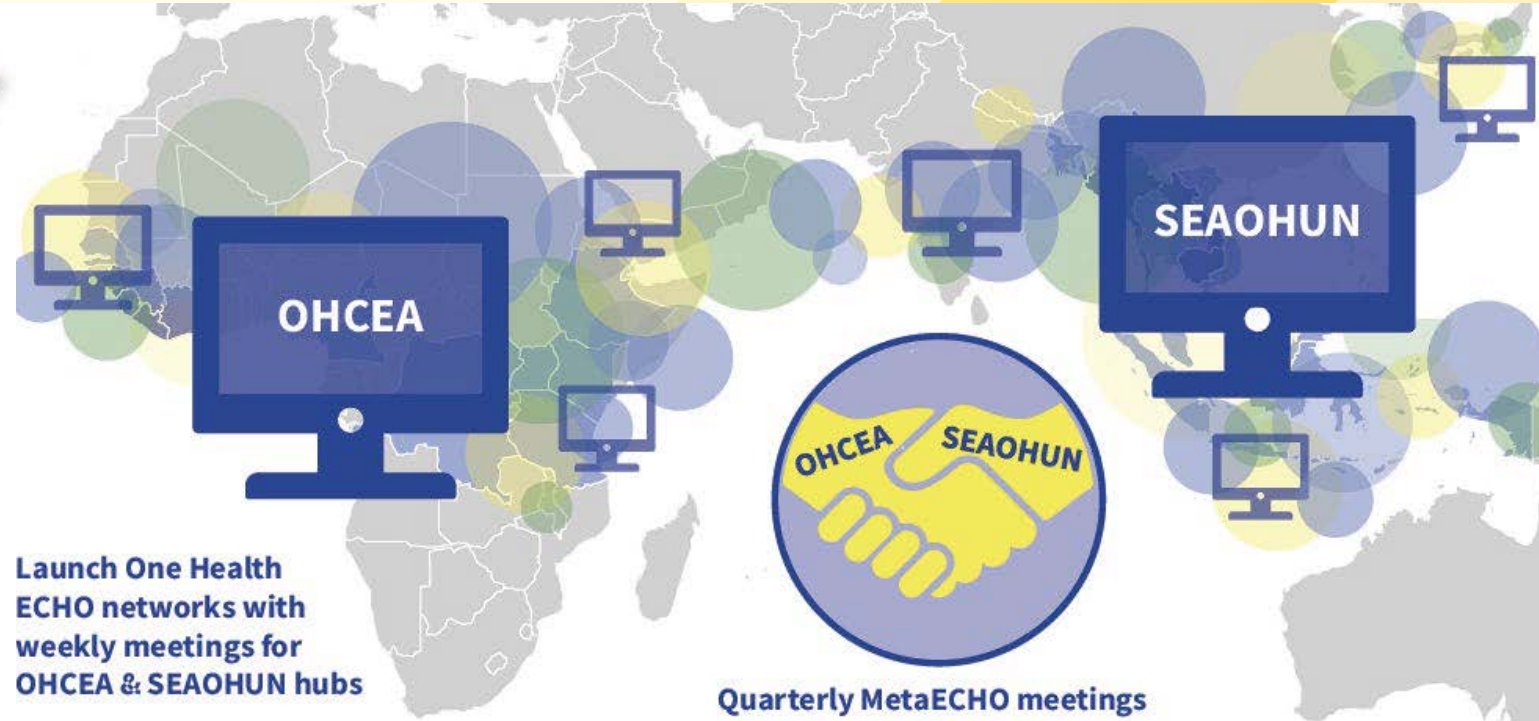 OHCEA
SEAOHUN
OHCEA
SEAOHUN
Launch One Health
ECHO networks with
weekly meetings for
OHCEA & SEAOHUN hubs
Quarterly MetaECHO meetings